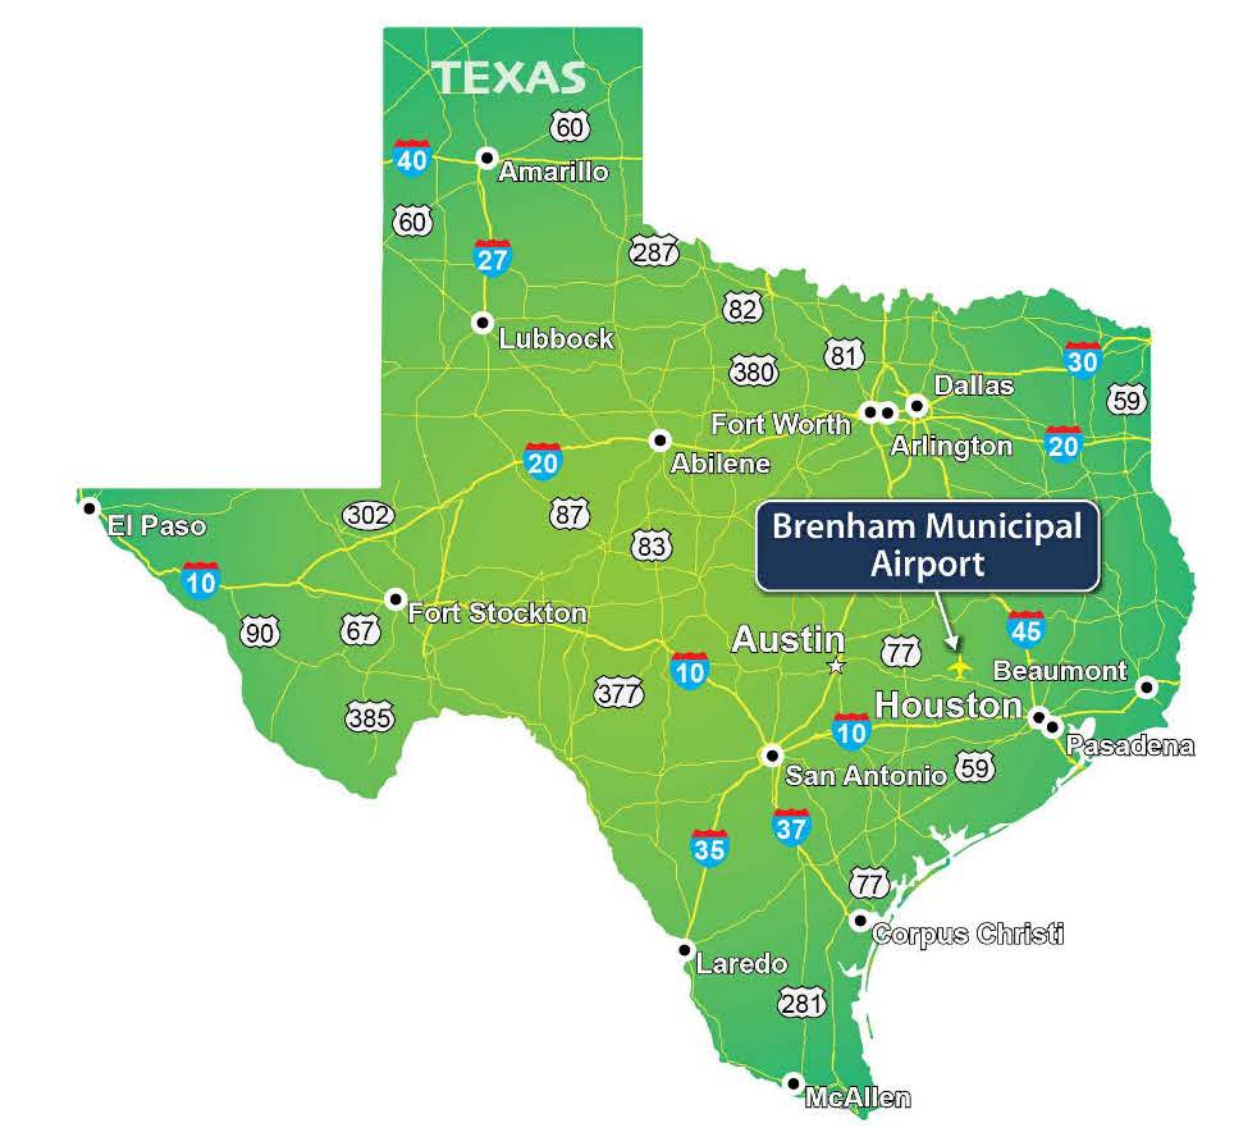 TEXAS
60
40
Amarillo
60
27
287
82
Lubbock
81
30
380
Dallas
59
Fort Worth
Arlington
20
Abilene
20
302
87
El Paso
83
Brenham Municipal
Airport
10
Fort Stockton
90
67
45
Austin
77
Beaumont
10
377
385
Houston
10
Pasadena
San Antonio
59
37
35
77
Corpus Christi
Laredo
281
McAllen